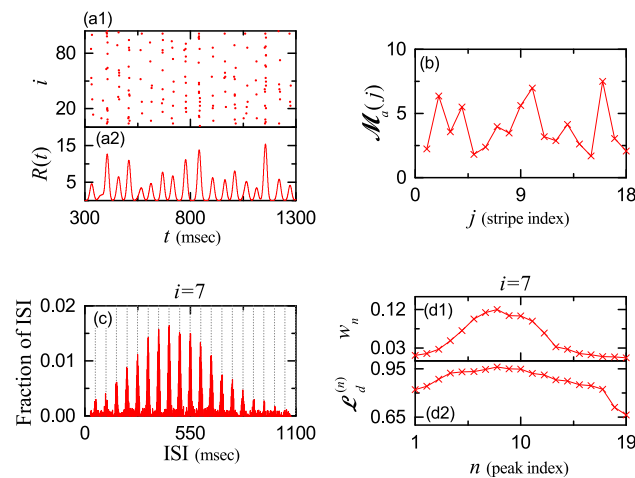 (a1)
80
20
i
(a2)
15
10
5
R(t)
300 800 1300
t (msec)
(b)
10
5
0
𝓜a(j)
0 9 18
j (stripe index)
i=7
(c)
0.02
0.01
0.00
Fraction of ISI
0 550 1100
ISI (msec)
i=7
(d1)
0.12
0.03
wn
0.95
0.65
𝓛d(n)
(d2)
1 10 19
n (peak index)